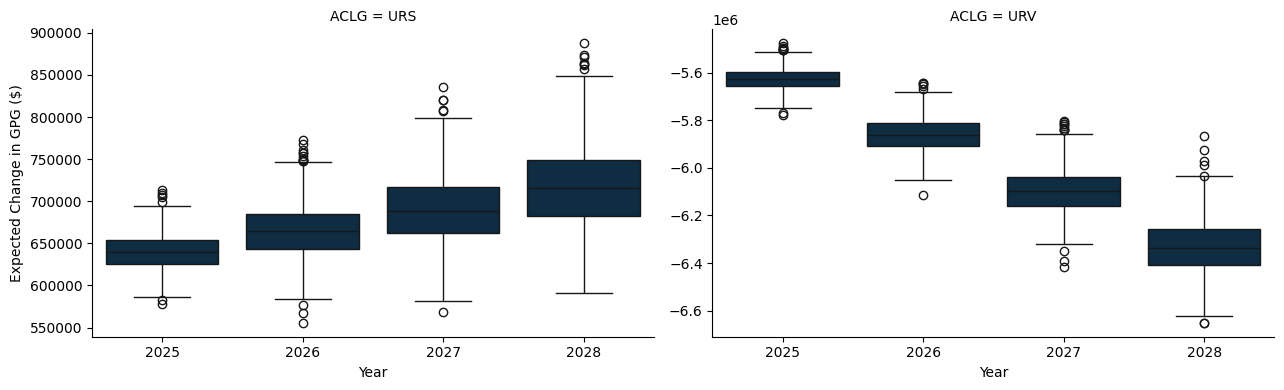 ACLG = URS
900000
850000
800000
750000
700000
650000
600000
550000
Expected Change in GPG ($)
2025 2026 2027 2028
Year
ACLG = URV
1e6
−5.6
−5.8
−6.0
−6.2
−6.4
−6.6
2025 2026 2027 2028
Year